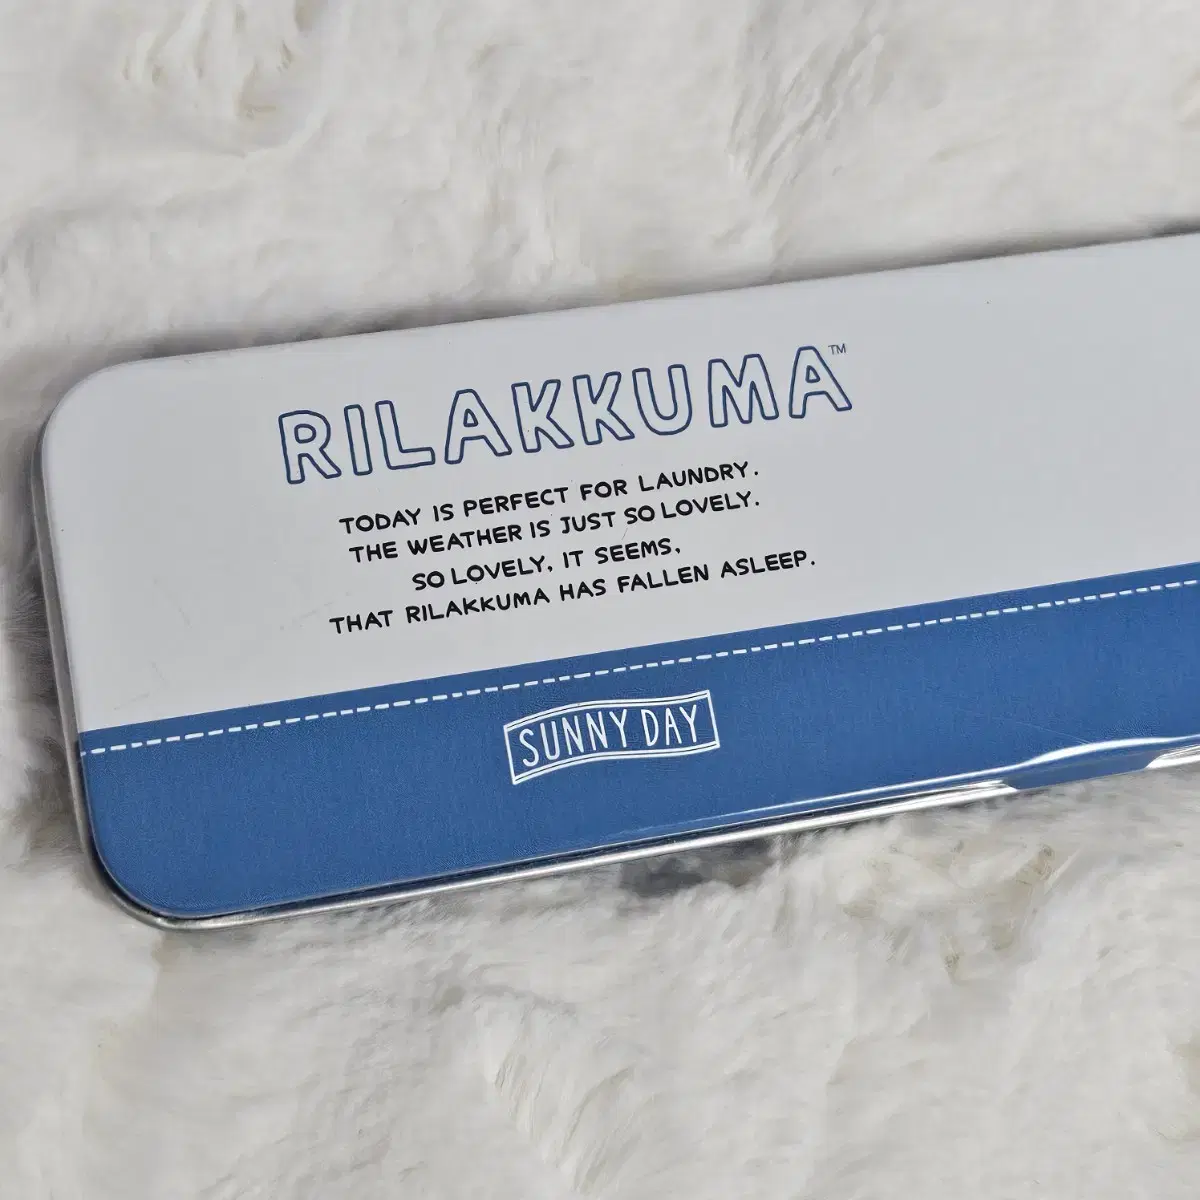 RILAKKUMA™
TODAY IS PERFECT FOR LAUNDRY.
THE WEATHER IS JUST SO LOVELY.
SO LOVELY, IT SEEMS,
THAT RILAKKUMA HAS FALLEN ASLEEP.
SUNNY DAY